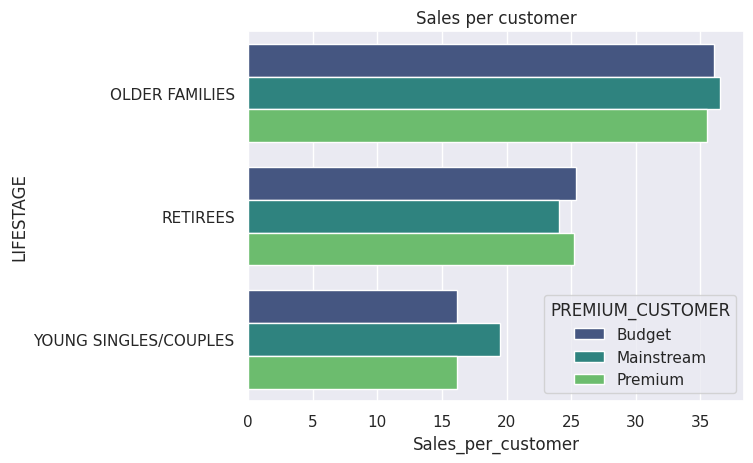 Sales per customer
LIFESTAGE
OLDER FAMILIES
RETIREES
YOUNG SINGLES/COUPLES
PREMIUM_CUSTOMER
Budget
Mainstream
Premium
0 5 10 15 20 25 30 35
Sales_per_customer